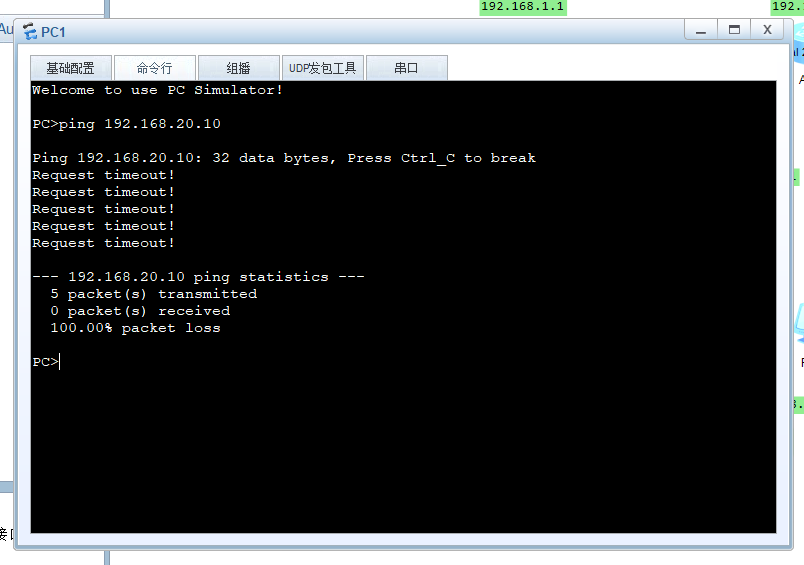 192.168.1.1
192.
Au
PC1
基础配置
命令行
组播
UDP发包工具
串口
Welcome to use PC Simulator!
PC>ping 192.168.20.10
Ping 192.168.20.10: 32 data bytes, Press Ctrl_C to break
Request timeout!
Request timeout!
Request timeout!
Request timeout!
Request timeout!
--- 192.168.20.10 ping statistics ---
5 packet(s) transmitted
0 packet(s) received
100.00% packet loss
PC>